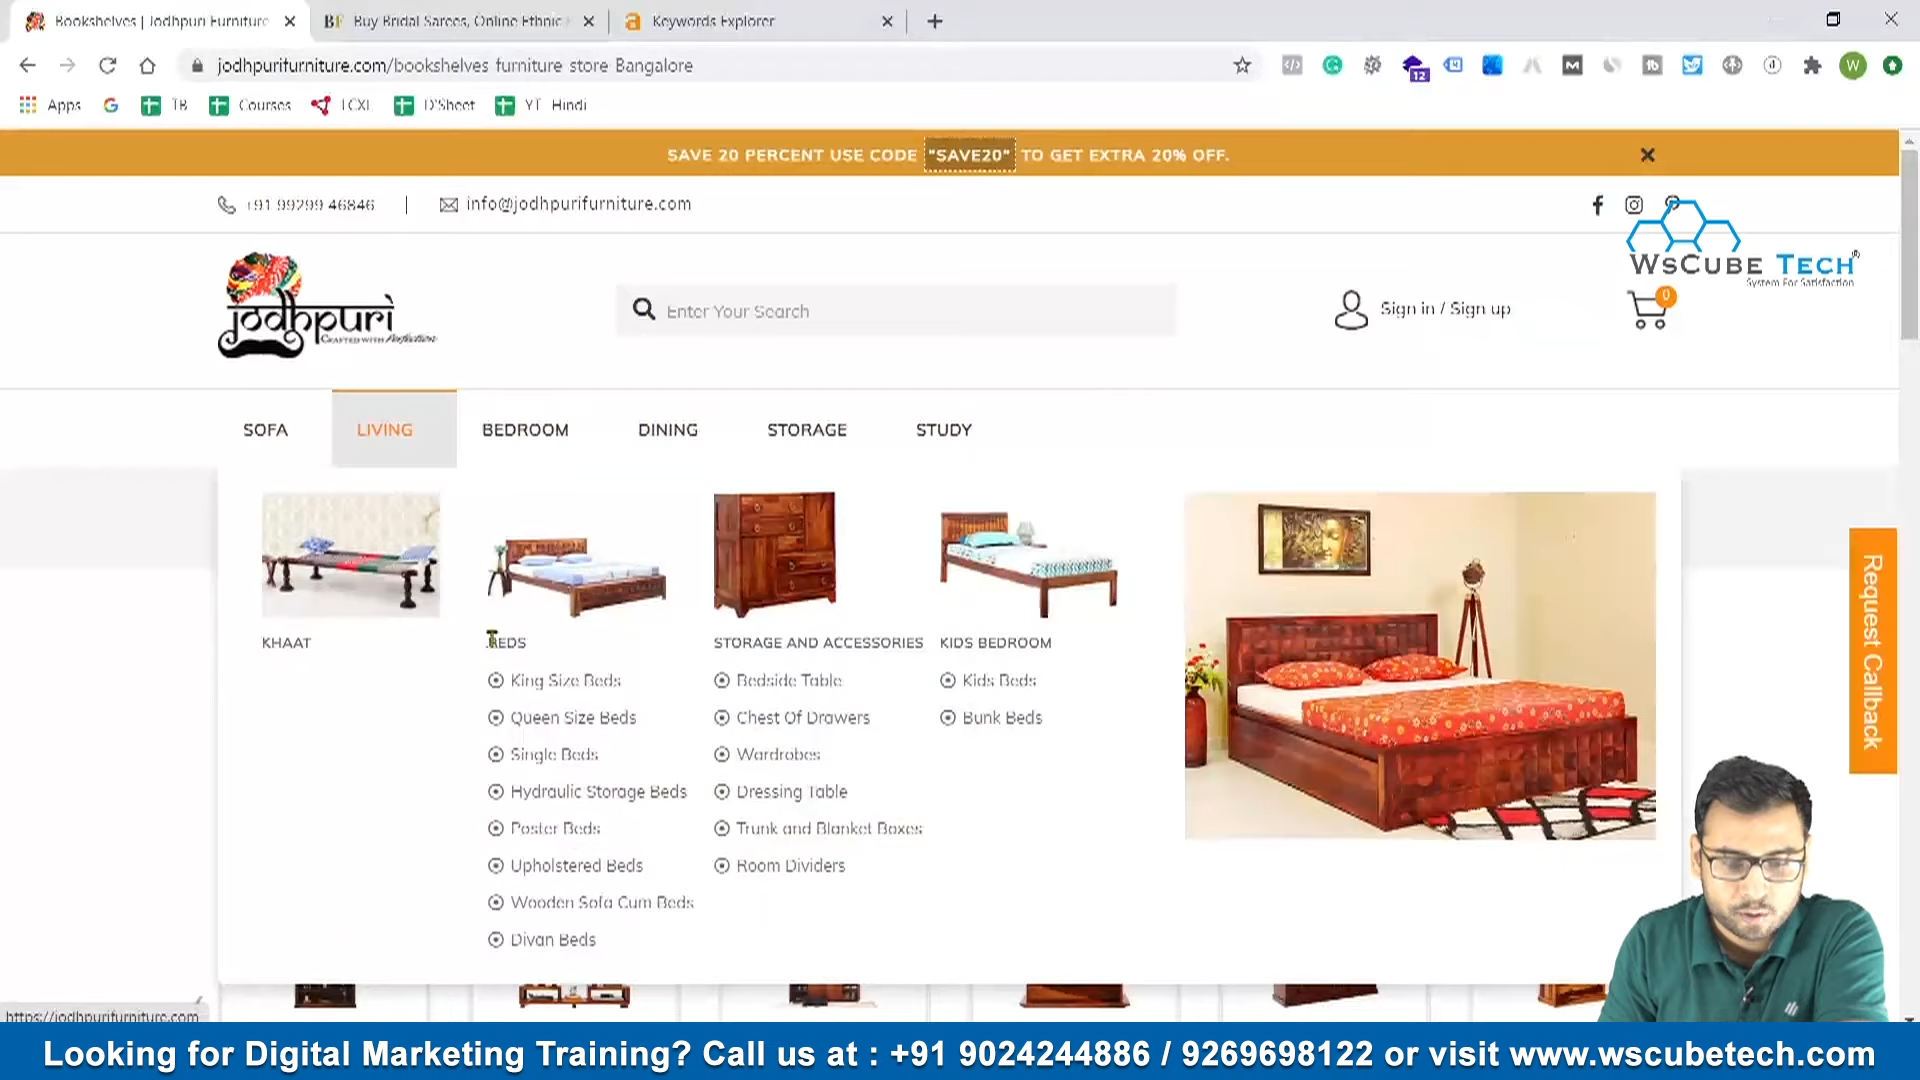 Bookshelves | Jodhpuri Furniture
BF Buy Bridal Sarees, Online Ethnic
Keywords Explorer
jodhpurifurniture.com/bookshelves furniture store Bangalore
12
W
Apps
TB
Courses
LCXL
D'Sheet
YT Hindi
SAVE 20 PERCENT USE CODE "SAVE20" TO GET EXTRA 20% OFF.
+91 99299 46846
info@jodhpurifurniture.com
WsCube Tech®
System For Satisfaction
jodhpuri
Crafted with Perfection
Enter Your Search
Sign in / Sign up
0
SOFA
LIVING
BEDROOM
DINING
STORAGE
STUDY
KHAAT
BEDS
King Size Beds
Queen Size Beds
Single Beds
Hydraulic Storage Beds
Poster Beds
Upholstered Beds
Wooden Sofa Cum Beds
Divan Beds
STORAGE AND ACCESSORIES
Bedside Table
Chest Of Drawers
Wardrobes
Dressing Table
Trunk and Blanket Boxes
Room Dividers
KIDS BEDROOM
Kids Beds
Bunk Beds
Request Callback
https://jodhpurifurniture.com
Looking for Digital Marketing Training? Call us at : +91 9024244886 / 9269698122 or visit www.wscubetech.com